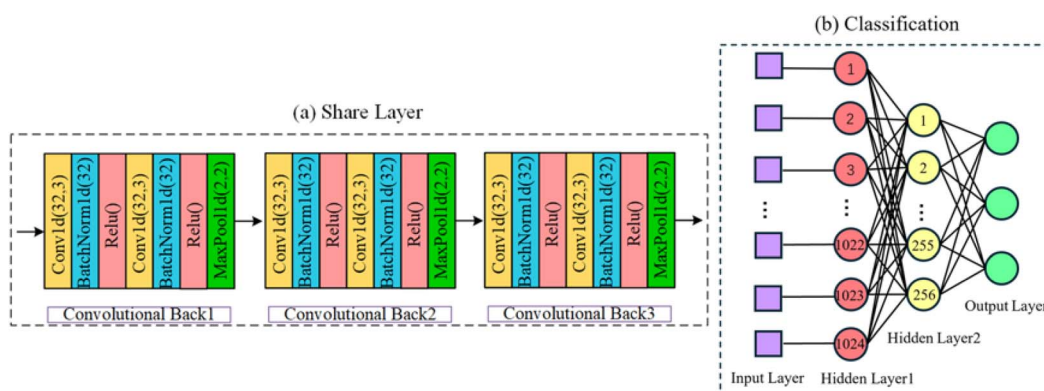 (a) Share Layer
Conv1d(32,3)
BatchNorm1d(32)
Relu()
Conv1d(32,3)
BatchNorm1d(32)
Relu()
MaxPool1d(2,2)
Convolutional Back1
Conv1d(32,3)
BatchNorm1d(32)
Relu()
Conv1d(32,3)
BatchNorm1d(32)
Relu()
MaxPool1d(2,2)
Convolutional Back2
Conv1d(32,3)
BatchNorm1d(32)
Relu()
Conv1d(32,3)
BatchNorm1d(32)
Relu()
MaxPool1d(2,2)
Convolutional Back3
(b) Classification
1
2
3
...
...
1022
1023
1024
1
2
...
255
256
Output Layer
Hidden Layer2
Input Layer
Hidden Layer1